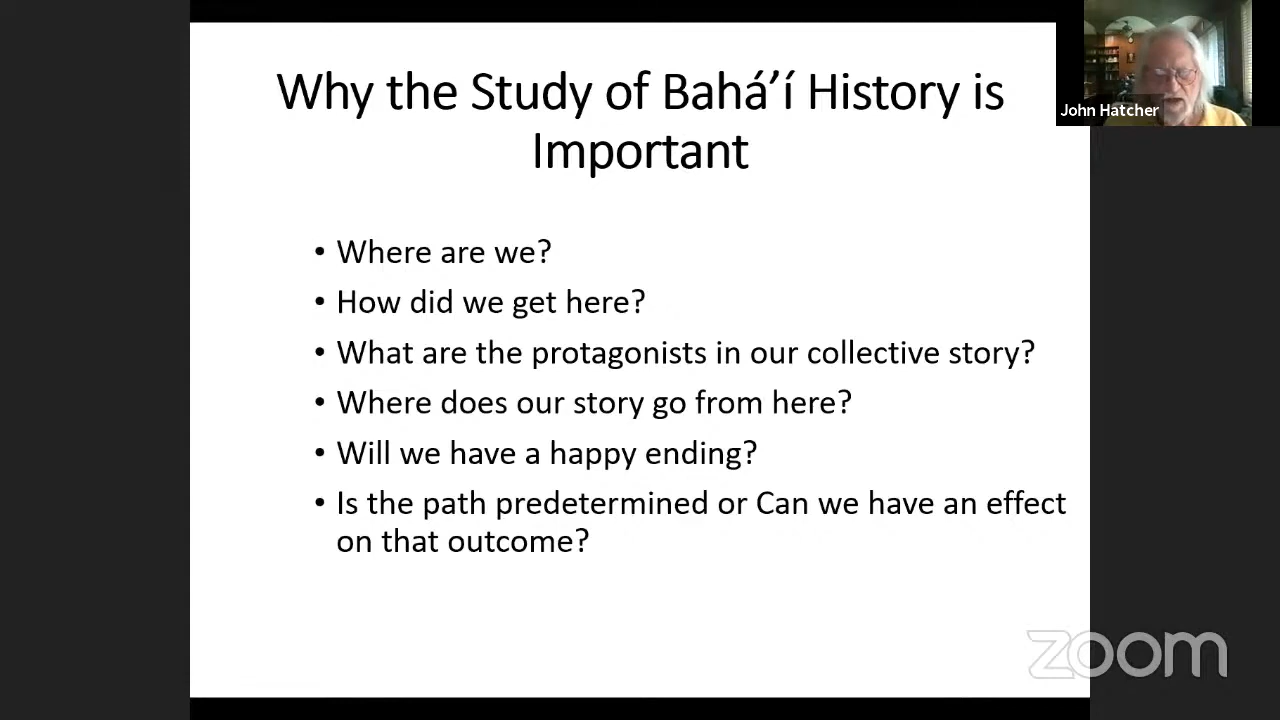 Why the Study of Bahá’í History is
Important
John Hatcher
• Where are we?
• How did we get here?
• What are the protagonists in our collective story?
• Where does our story go from here?
• Will we have a happy ending?
• Is the path predetermined or Can we have an effect
on that outcome?
zoom